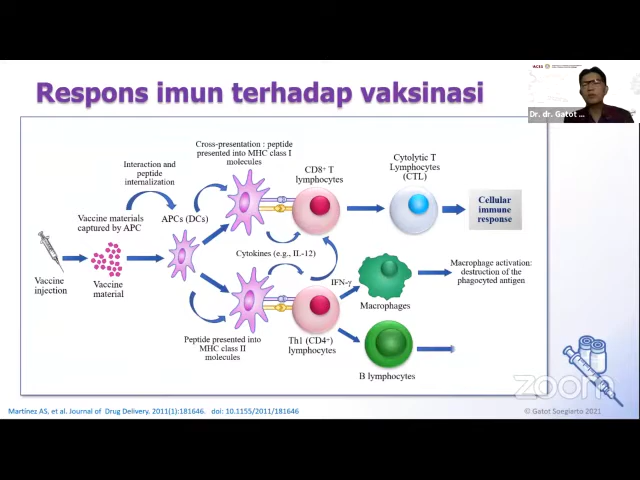 Respons imun terhadap vaksinasi
ACIS
Dr. dr. Gatot ...
Cross-presentation : peptide
presented into MHC class I
molecules
Interaction and
peptide
internalization
CD8⁺ T
lymphocytes
Cytolytic T
Lymphocytes
(CTL)
Cellular
immune
response
Vaccine materials
captured by APC
APCs (DCs)
Cytokines (e.g., IL-12)
Vaccine
injection
Vaccine
material
IFN-γ
Macrophages
Macrophage activation:
destruction of the
phagocyted antigen
Peptide presented into
MHC class II
molecules
Th1 (CD4⁺)
lymphocytes
B lymphocytes
zoom
Martínez AS, et al. Journal of Drug Delivery. 2011(1):181646. doi: 10.1155/2011/181646
© Gatot Soegiarto 2021